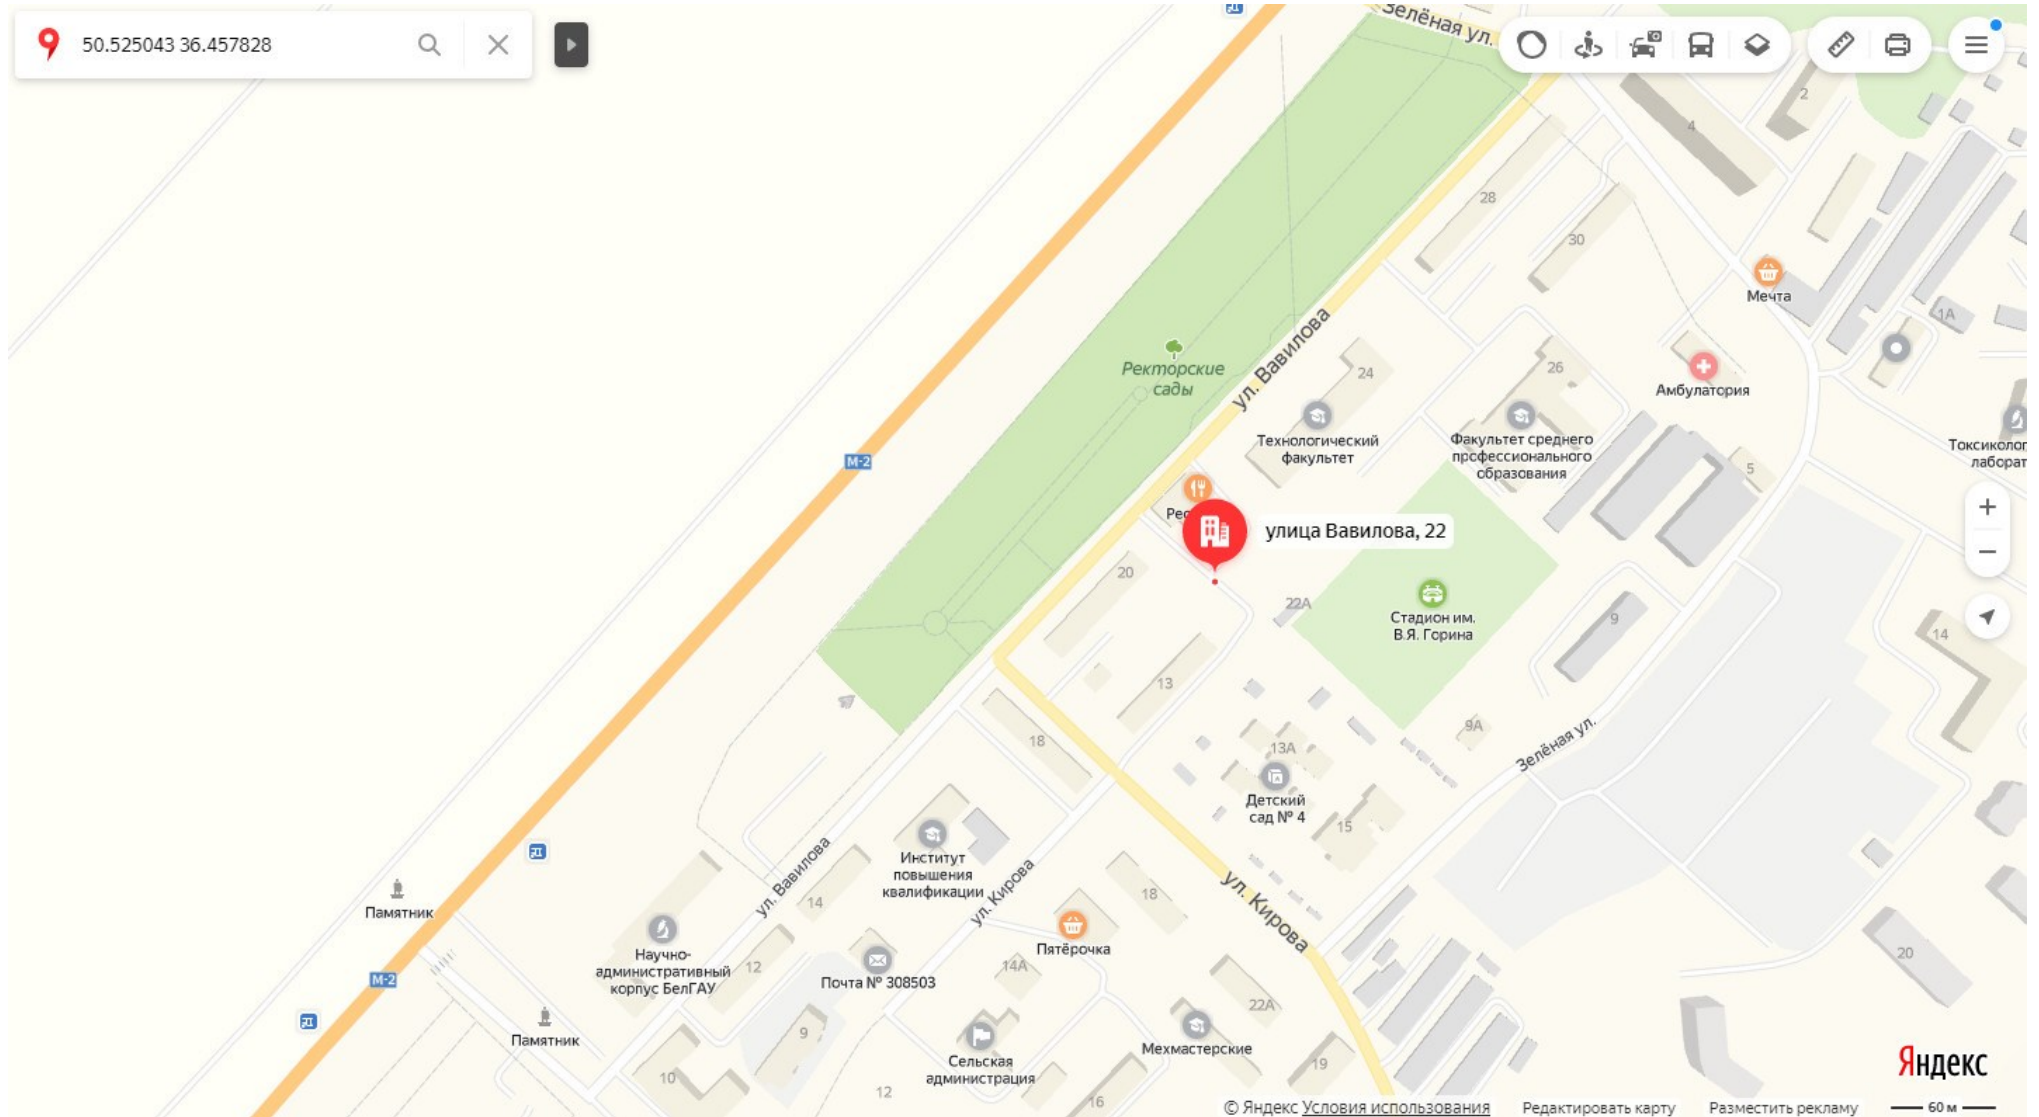 50.525043 36.457828
Зелёная ул.
2
4
28
30
Мечта
1А
ул. Вавилова
Ректорские
сады
24
26
Амбулатория
Технологический
факультет
Факультет среднего
профессионального
образования
5
М-2
улица Вавилова, 22
20
22А
Стадион им.
В.Я. Горина
9
14
13
18
9А
13А
Зелёная ул.
Детский
сад № 4
15
Институт
повышения
квалификации
ул. Вавилова
14
ул. Кирова
18
ул. Кирова
Памятник
Пятёрочка
Научно-
административный
корпус БелГАУ
12
Почта № 308503
14А
20
М-2
22А
Памятник
9
Мехмастерские
Сельская
администрация
19
10
12
16
Яндекс
© Яндекс Условия использования
Редактировать карту
Разместить рекламу
60 м